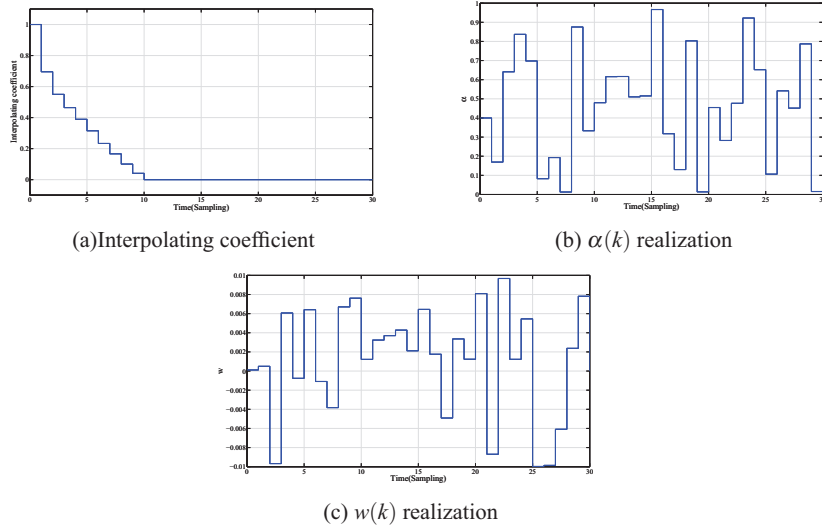 1
0.8
0.6
0.4
0.2
0
Interpolating coefficient
0 5 10 15 20 25 30
Time(Sampling)
(a)Interpolating coefficient
1
0.9
0.8
0.7
0.6
0.5
0.4
0.3
0.2
0.1
0
α
0 5 10 15 20 25 30
Time(Sampling)
(b) α(k) realization
0.01
0.008
0.006
0.004
0.002
0
−0.002
−0.004
−0.006
−0.008
−0.01
w
0 5 10 15 20 25 30
Time(Sampling)
(c) w(k) realization